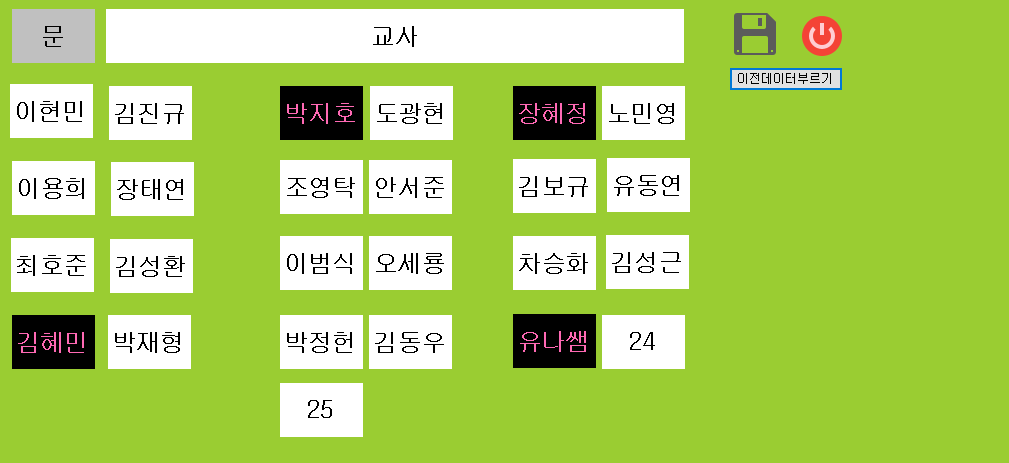 문 교사
이전데이터부르기
이현민 김진규 박지호 도광현 장혜정 노민영
이용희 장태연 조영탁 안서준 김보규 유동연
최호준 김성환 이범식 오세룡 차승화 김성근
김혜민 박재형 박정헌 김동우 유나쌤 24
25